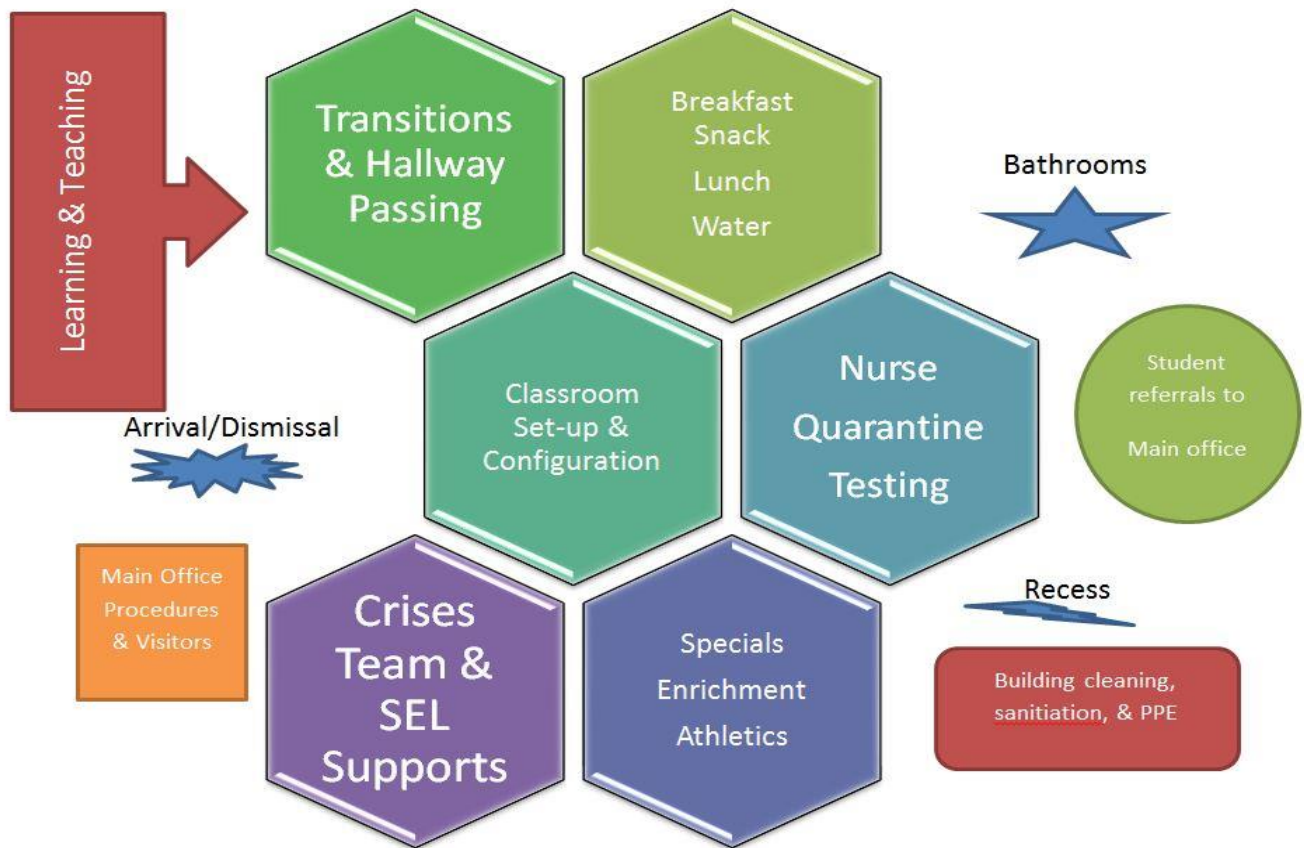 Learning & Teaching
Transitions
& Hallway
Passing
Breakfast
Snack
Lunch
Water
Bathrooms
Classroom
Set-up &
Configuration
Nurse
Quarantine
Testing
Student
referrals to
Main office
Arrival/Dismissal
Main Office
Procedures
& Visitors
Crises
Team &
SEL
Supports
Specials
Enrichment
Athletics
Recess
Building cleaning,
sanitiation, & PPE